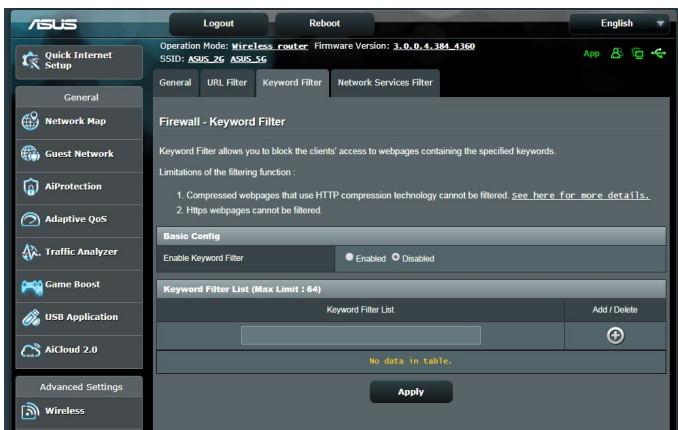 ASUS
Logout
Reboot
English
Quick Internet
Setup
Operation Mode: Wireless router Firmware Version: 3.0.0.4.384_4360
SSID: ASUS_2G ASUS_5G
App
General
URL Filter
Keyword Filter
Network Services Filter
General
Network Map
Guest Network
AiProtection
Adaptive QoS
Traffic Analyzer
Game Boost
USB Application
AiCloud 2.0
Advanced Settings
Wireless
Firewall - Keyword Filter
Keyword Filter allows you to block the clients' access to webpages containing the specified keywords.
Limitations of the filtering function :
1. Compressed webpages that use HTTP compression technology cannot be filtered. See here for more details.
2. Https webpages cannot be filtered.
Basic Config
Enable Keyword Filter
Enabled Disabled
Keyword Filter List (Max Limit : 64)
Keyword Filter List
Add / Delete
No data in table.
Apply